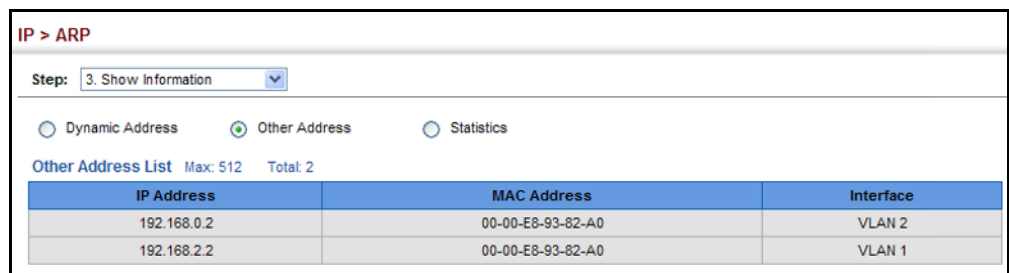 IP > ARP
Step: 3. Show Information
Dynamic Address Other Address Statistics
Other Address List Max: 512 Total: 2
IP Address MAC Address Interface
192.168.0.2 00-00-E8-93-82-A0 VLAN 2
192.168.2.2 00-00-E8-93-82-A0 VLAN 1